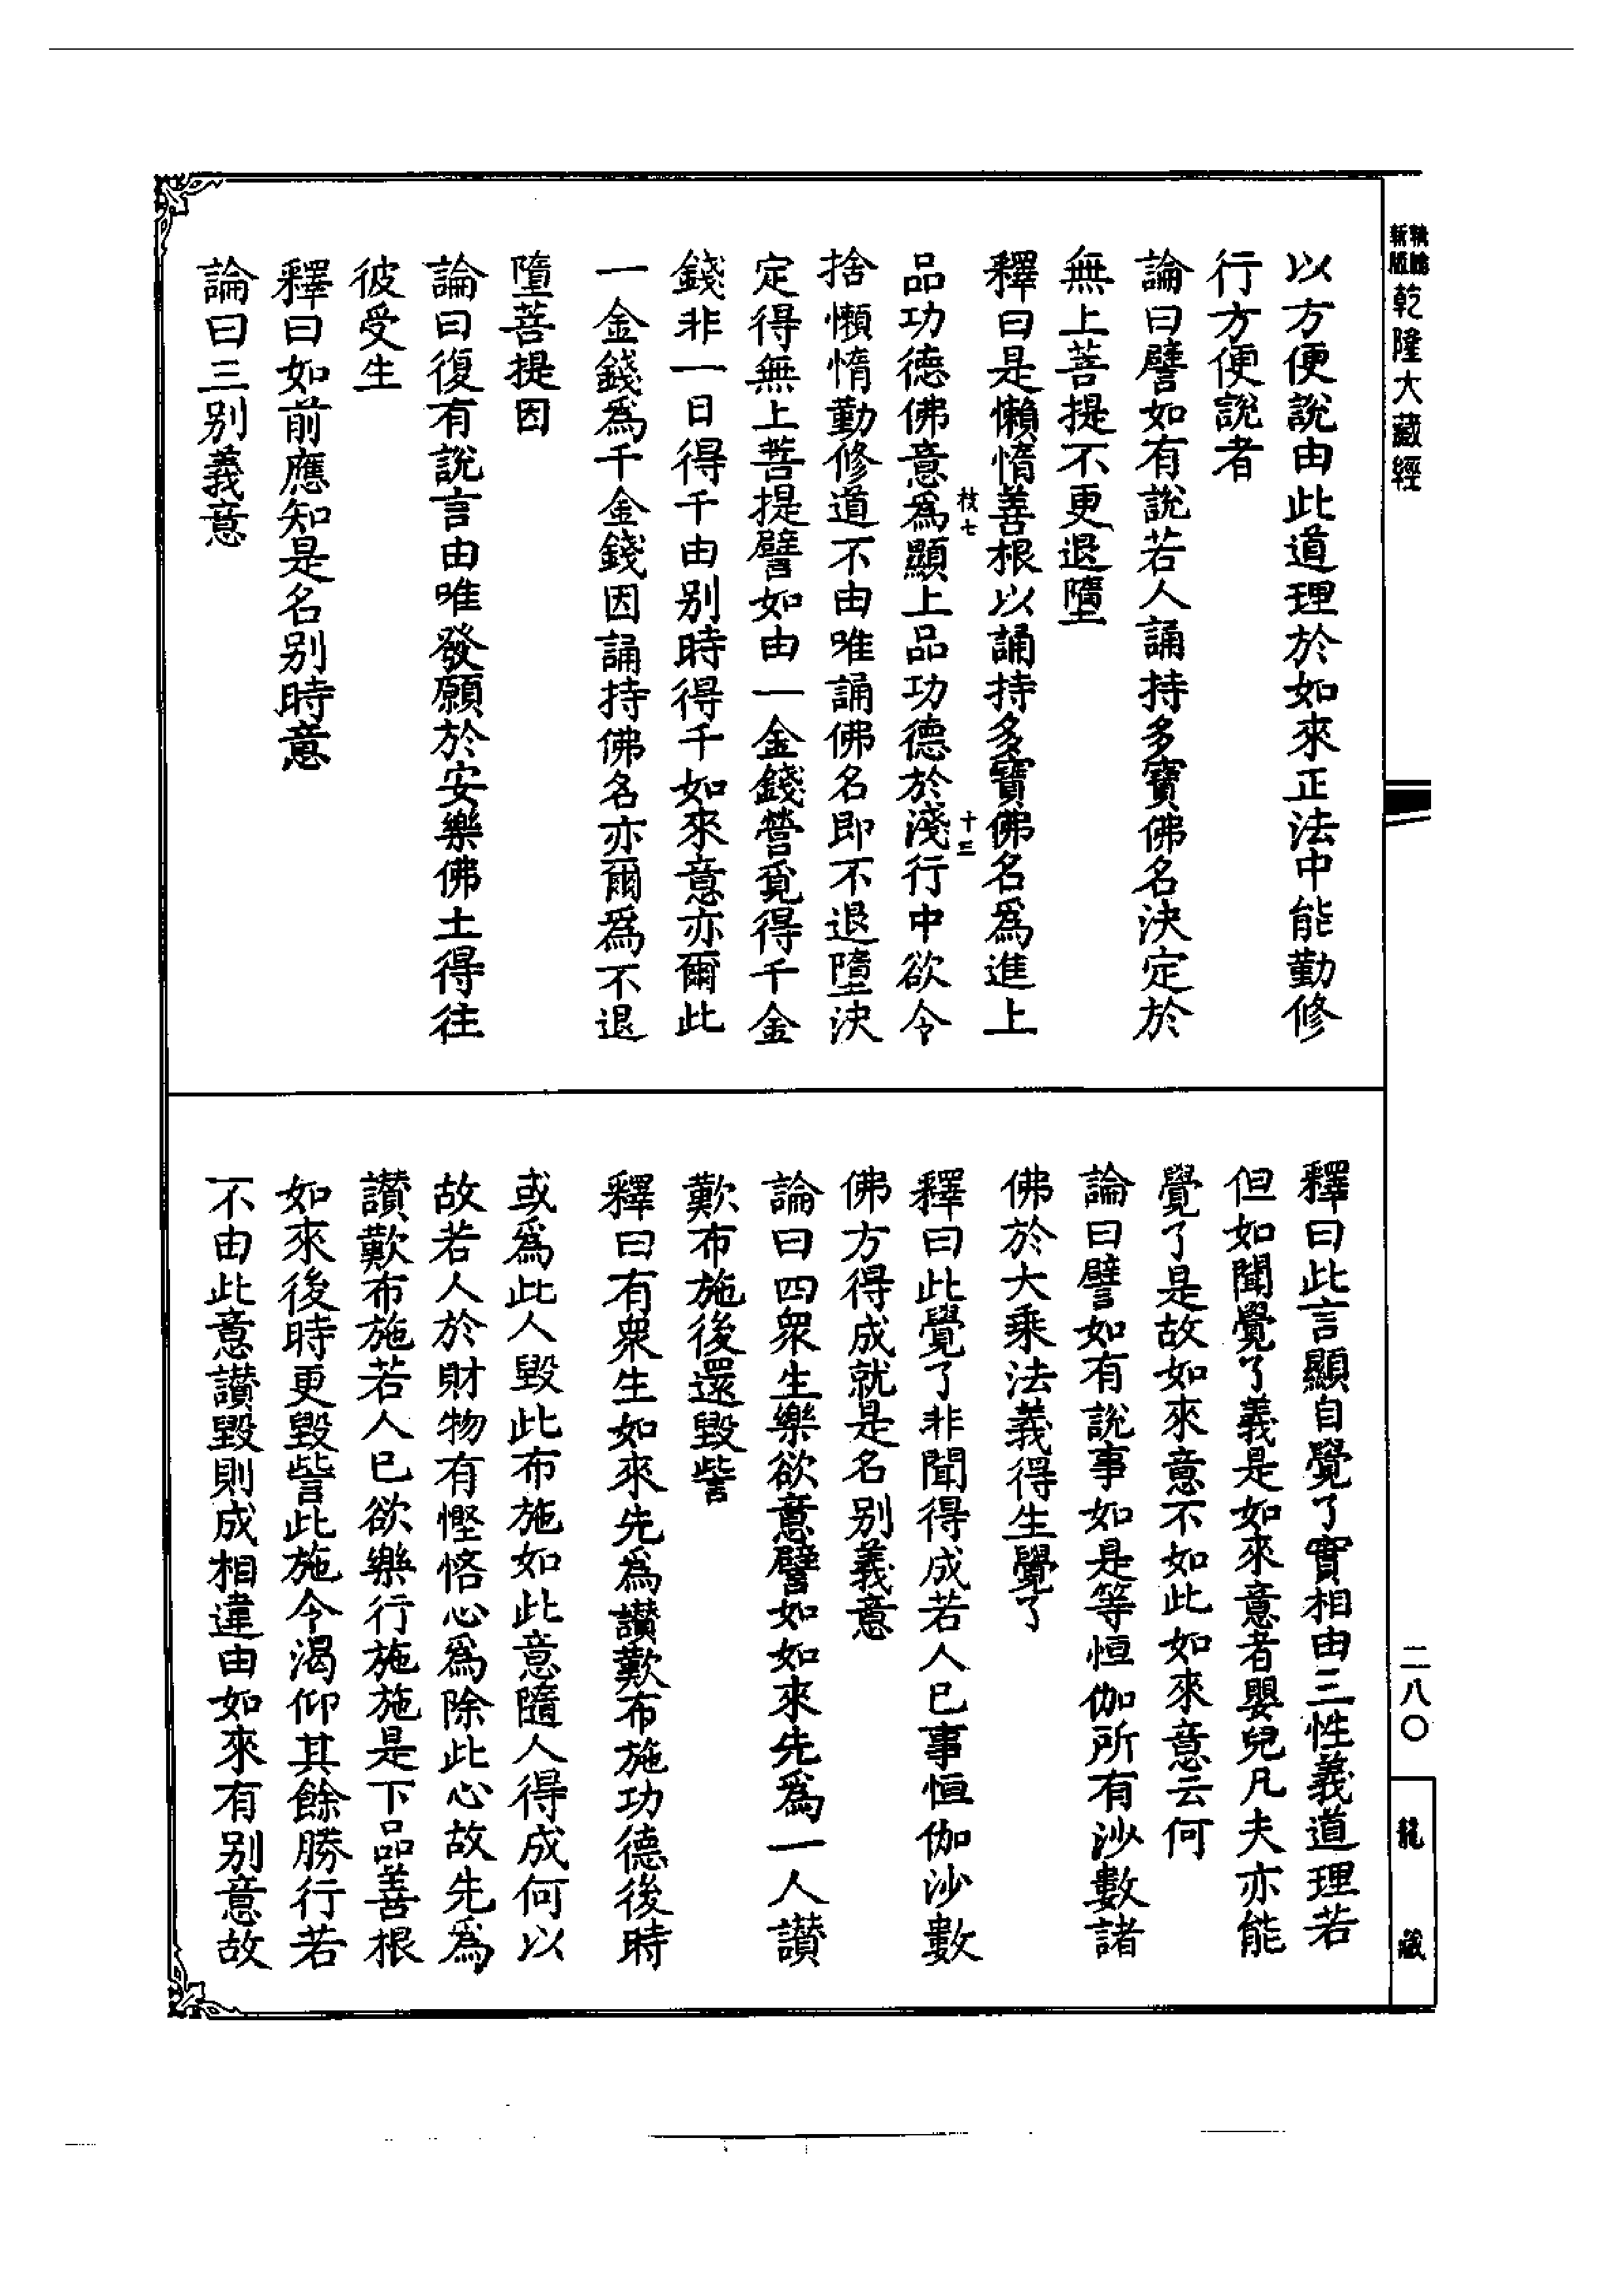 乾隆大藏經
以方便說由此道理於如來正法中能勤修
行方便說者
論曰譬如有說若人誦持多寶佛名決定於
無上菩提不更退墮
釋曰是懶惰善根以誦持多寶佛名爲進上
枝七
十三
品功德佛意爲顯上品功德於淺行中欲令
捨懶惰勤修道不由唯誦佛名即不退墮決
定得無上菩提譬如由一金錢營覓得千金
錢非一日得千由別時得千如來意亦爾此
一金錢爲千金錢因誦持佛名亦爾爲不退
墮菩提因
論曰復有說言由唯發願於安樂佛土得往
彼受生
釋曰如前應知是名別時意
論曰三別義意
釋曰此言顯自覺了實相由三性義道理若
但如聞覺了義是如來意者嬰兒凡夫亦能
覺了是故如來意不如此如來意云何
論曰譬如有說事如是等恒伽所有沙數諸
佛於大乘法義得生覺了
釋曰此覺了非聞得成若人已事恒伽沙數
佛方得成就是名別義意
論曰四眾生樂欲意譬如如來先爲一人讚
歎布施後還毀呰
釋曰有眾生如來先爲讚歎布施功德後時
或爲此人毀此布施如此意隨人得成何以
故若人於財物有慳悋心爲除此心故先爲
讚歎布施若人已欲樂行施施是下品善根
如來後時更毀呰此施令渴仰其餘勝行若
不由此意讚毀則成相違由如來有別意故
二八〇
龍藏